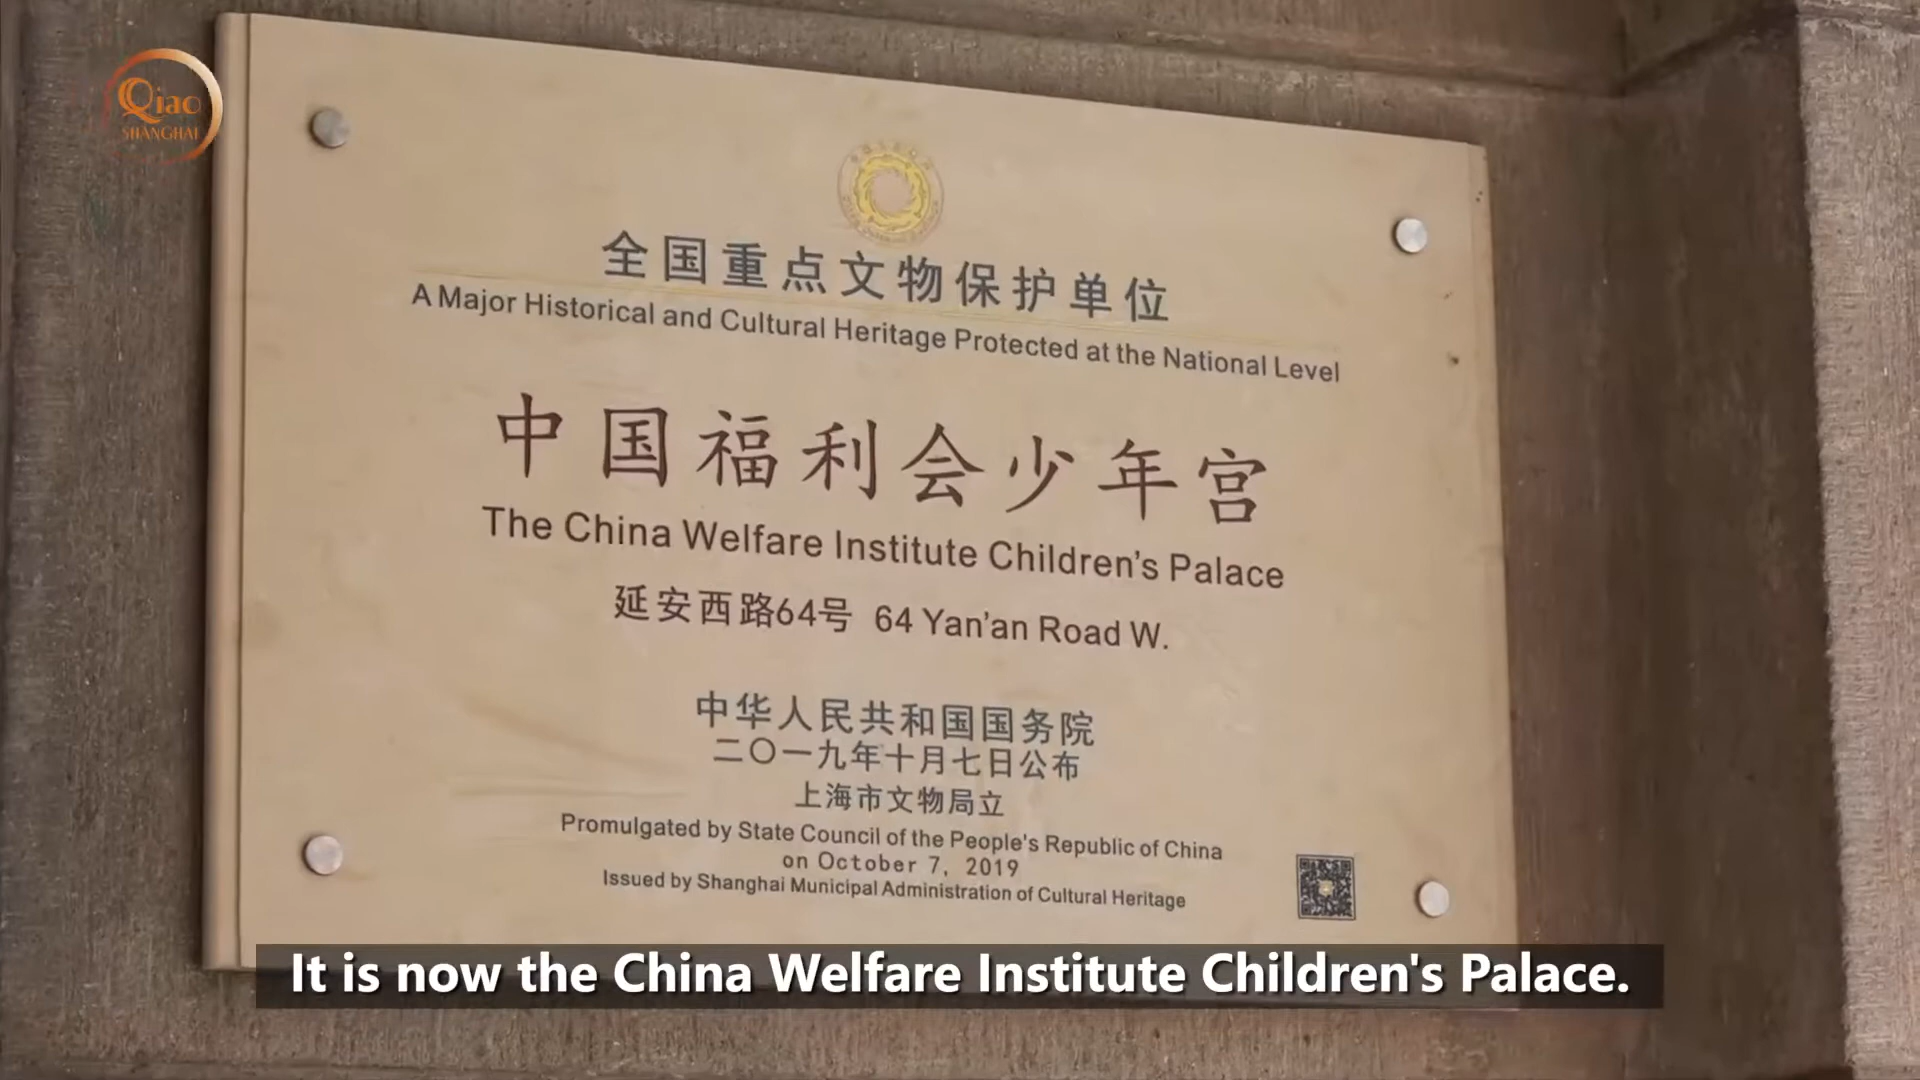 Qiao
SHANGHAI
全国重点文物保护单位
A Major Historical and Cultural Heritage Protected at the National Level
中国福利会少年宫
The China Welfare Institute Children's Palace
延安西路64号 64 Yan'an Road W.
中华人民共和国国务院
二〇一九年十月七日公布
上海市文物局立
Promulgated by State Council of the People's Republic of China
on October 7, 2019
Issued by Shanghai Municipal Administration of Cultural Heritage
It is now the China Welfare Institute Children's Palace.